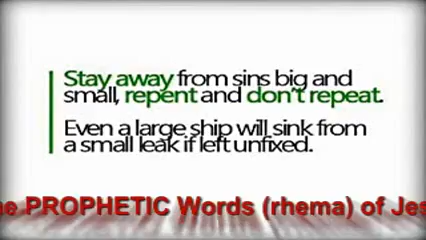 Stay away from sins big and
small, repent and don't repeat.
Even a large ship will sink from
a small leak if left unfixed.
PROPHETIC Words (rhema) of